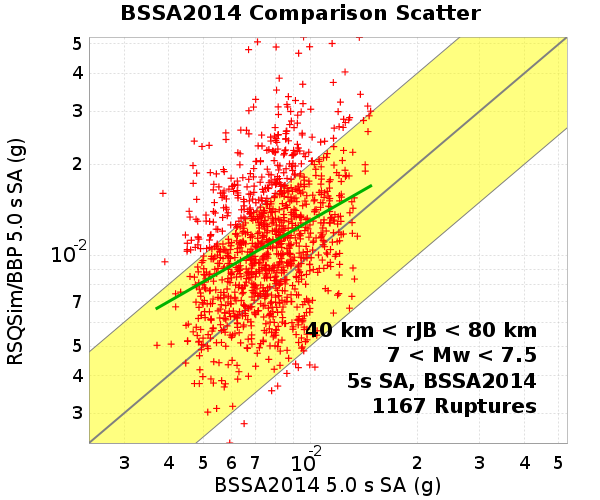 BSSA2014 Comparison Scatter
RSQSim/BBP 5.0 s SA (g)
5
4
3
2
10-2
7
5
4
3
40 km < rJB < 80 km
7 < Mw < 7.5
5s SA, BSSA2014
1167 Ruptures
3 4 5 6 7 10-2 2 3 4 5
BSSA2014 5.0 s SA (g)